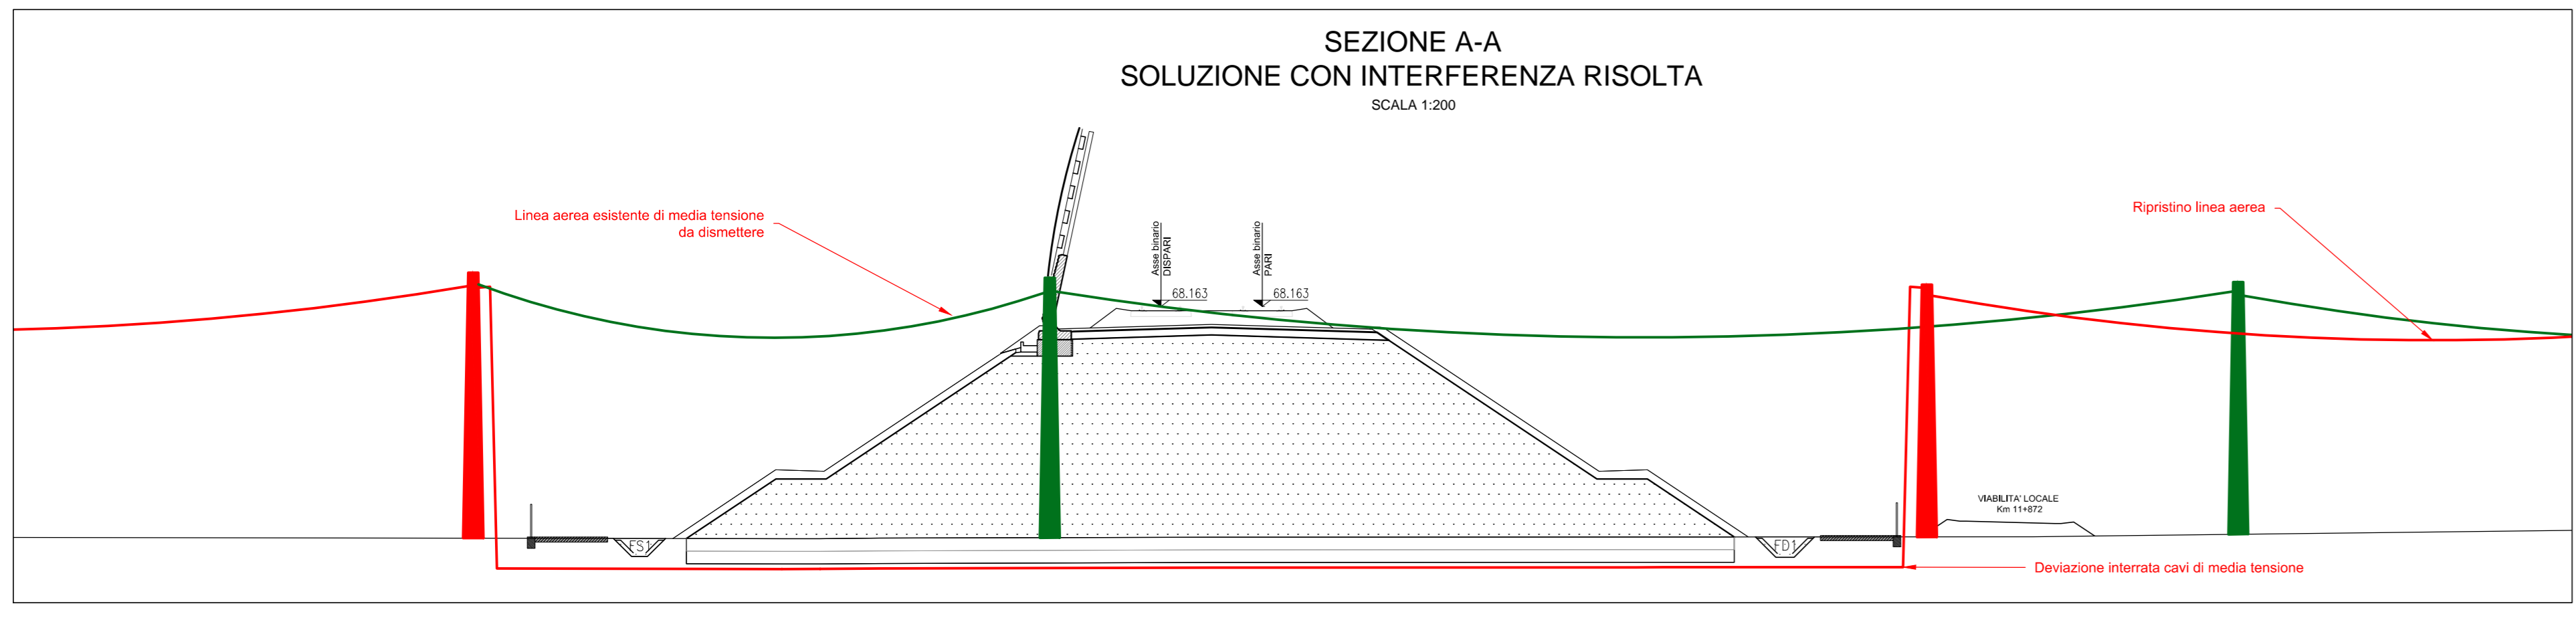 SEZIONE A-A
SOLUZIONE CON INTERFERENZA RISOLTA
SCALA 1:200
Linea aerea esistente di media tensione
da dismettere
Ripristino linea aerea
Asse binario
DISPARI
Asse binario
PARI
68.163
68.163
VIABILITA' LOCALE
Km 11+872
FS1
FD1
Deviazione interrata cavi di media tensione